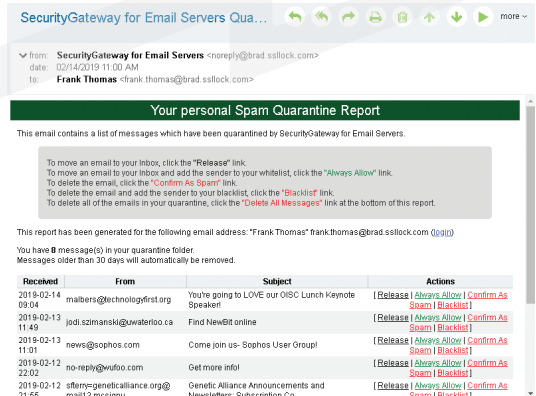 SecurityGateway for Email Servers Qua...
more
from: SecurityGateway for Email Servers <noreply@brad.ssllock.com>
date: 02/14/2019 11:00 AM
to: Frank Thomas <frank.thomas@brad.ssllock.com>
Your personal Spam Quarantine Report
This email contains a list of messages which have been quarantined by SecurityGateway for Email Servers.
To move an email to your Inbox, click the "Release" link.
To move an email to your Inbox and add the sender to your whitelist, click the "Always Allow" link.
To delete the email, click the "Confirm As Spam" link.
To delete the email and add the sender to your blacklist, click the "Blacklist" link.
To delete all of the emails in your quarantine, click the "Delete All Messages" link at the bottom of this report.
This report has been generated for the following email address: "Frank Thomas" frank.thomas@brad.ssllock.com (login)
You have 8 message(s) in your quarantine folder.
Messages older than 30 days will automatically be removed.
Received From Subject Actions
2019-02-14 09:04 malbers@technologyfirst.org You're going to LOVE our OISC Lunch Keynote Speaker! [ Release | Always Allow | Confirm As Spam | Blacklist ]
2019-02-13 11:49 jodi.szimanski@uwaterloo.ca Find NewBit online [ Release | Always Allow | Confirm As Spam | Blacklist ]
2019-02-13 11:01 news@sophos.com Come join us- Sophos User Group! [ Release | Always Allow | Confirm As Spam | Blacklist ]
2019-02-12 22:02 no-reply@wufoo.com Get more info! [ Release | Always Allow | Confirm As Spam | Blacklist ]
2019-02-12 sftery=geneticalliance.org@ Genetic Alliance Announcements and [ Release | Always Allow | Confirm As
21:55 Newsletters: Subscription Spam | Blacklist ]